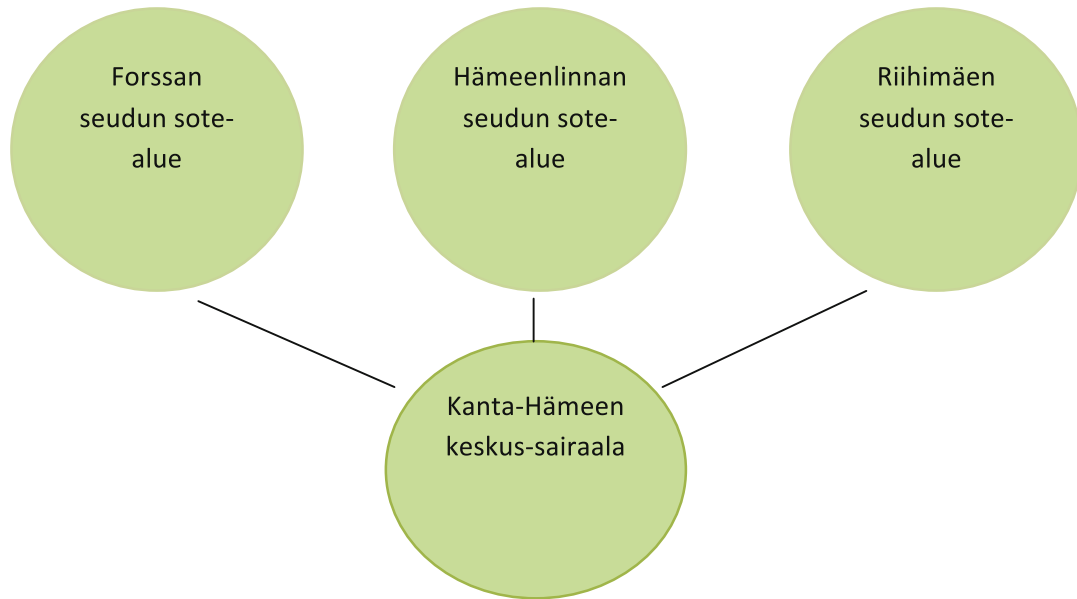 Forssan
seudun sote-
alue
Hämeenlinnan
seudun sote-
alue
Riihimäen
seudun sote-
alue
Kanta-Hämeen
keskus-sairaala